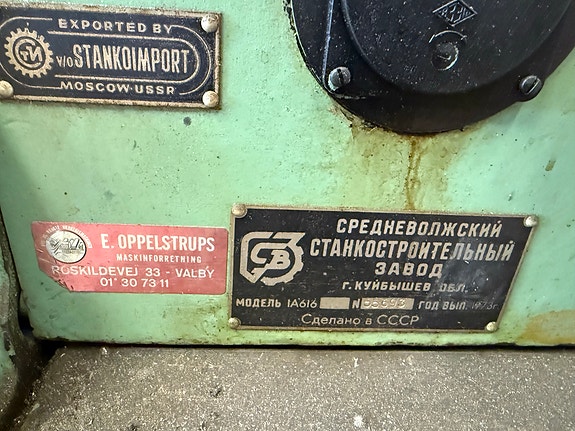 EXPORTED BY
V/O STANKOIMPORT
MOSCOW-USSR
E. OPPELSTRUPS
MASKINFORRETNING
ROSKILDEVEJ 33 - VALBY
01' 30 73 11
СРЕДНЕВОЛЖСКИЙ
СТАНКОСТРОИТЕЛЬНЫЙ
ЗАВОД
Г. КУЙБЫШЕВ ОБЛ.
МОДЕЛЬ 1А616 N ГОД ВЫП. 1973г.
Сделано в СССР